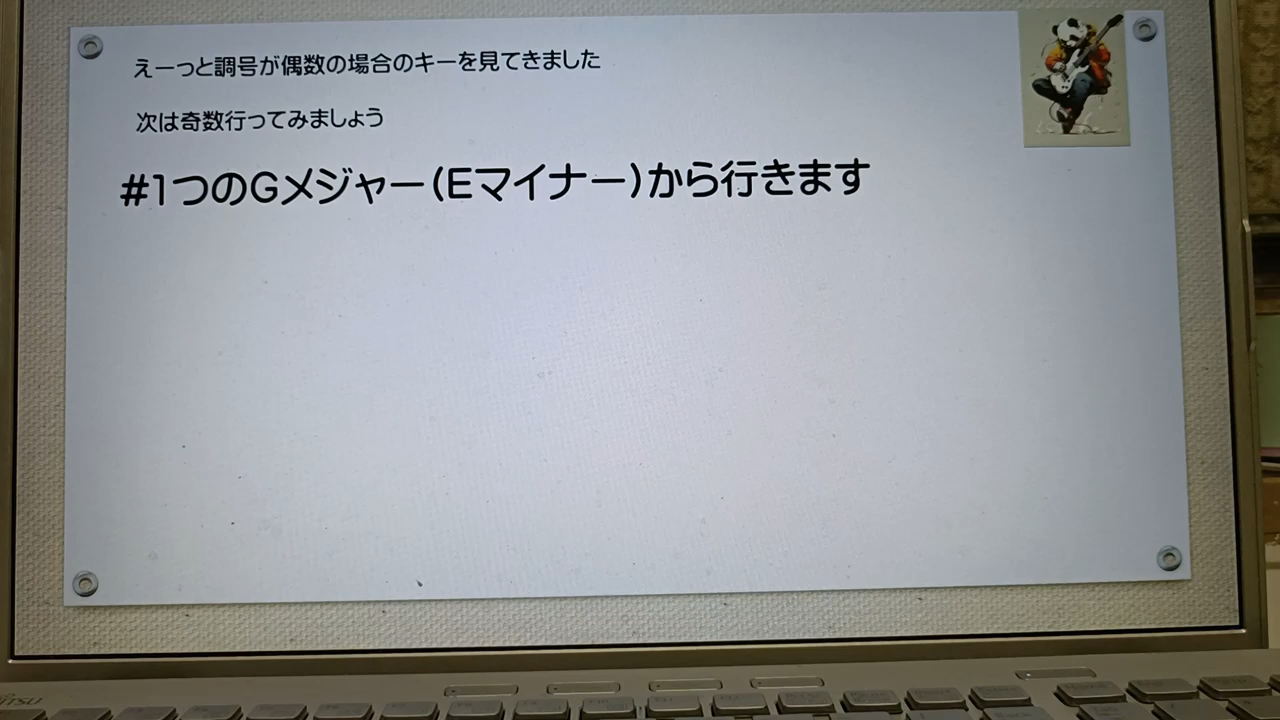 えーっと調号が偶数の場合のキーを見てきました
次は奇数行ってみましょう
#1つのGメジャー(Eマイナー)から行きます